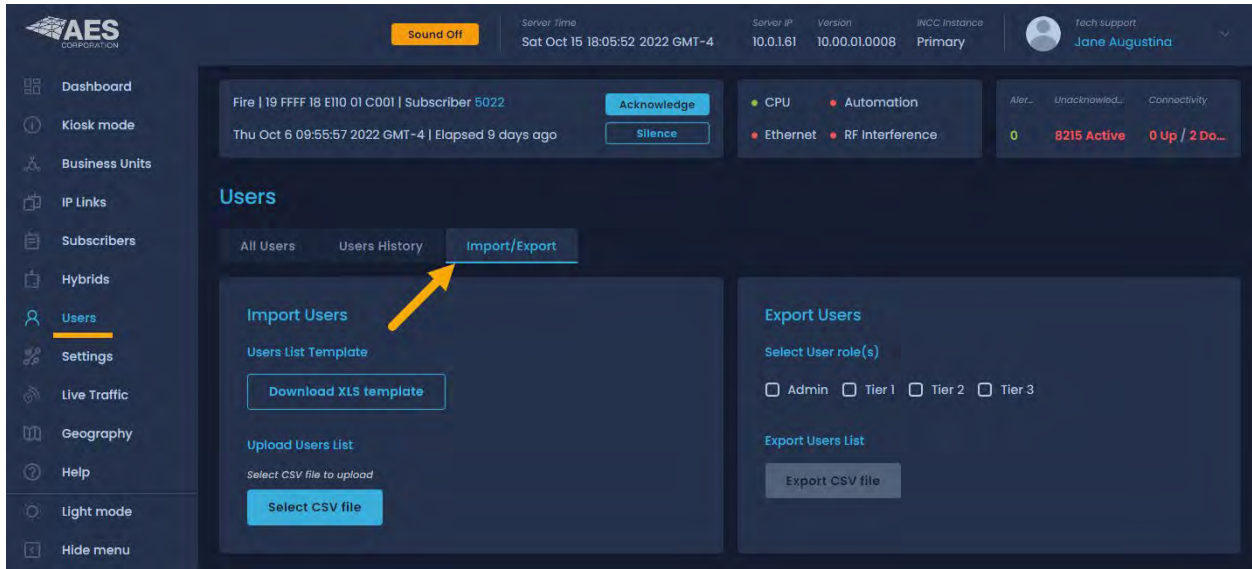 AES
CORPORATION
Sound Off
Server Time
Sat Oct 15 18:05:52 2022 GMT-4
Server IP
10.0.1.61
Version
10.00.01.0008
INCC Instance
Primary
Tech support
Jane Augustina
Dashboard
Kiosk mode
Business Units
IP Links
Subscribers
Hybrids
Users
Settings
Live Traffic
Geography
Help
Light mode
Hide menu
Fire | 19 FFFF 18 E110 01 C001 | Subscriber 5022
Acknowledge
Thu Oct 6 09:55:57 2022 GMT-4 | Elapsed 9 days ago
Silence
CPU
Automation
Ethernet
RF Interference
Aler...
Unacknowled...
Connectivity
0
8215 Active
0 Up / 2 Do...
Users
All Users
Users History
Import/Export
Import Users
Users List Template
Download XLS template
Upload Users List
Select CSV file to upload
Select CSV file
Export Users
Select User role(s)
Admin
Tier 1
Tier 2
Tier 3
Export Users List
Export CSV file